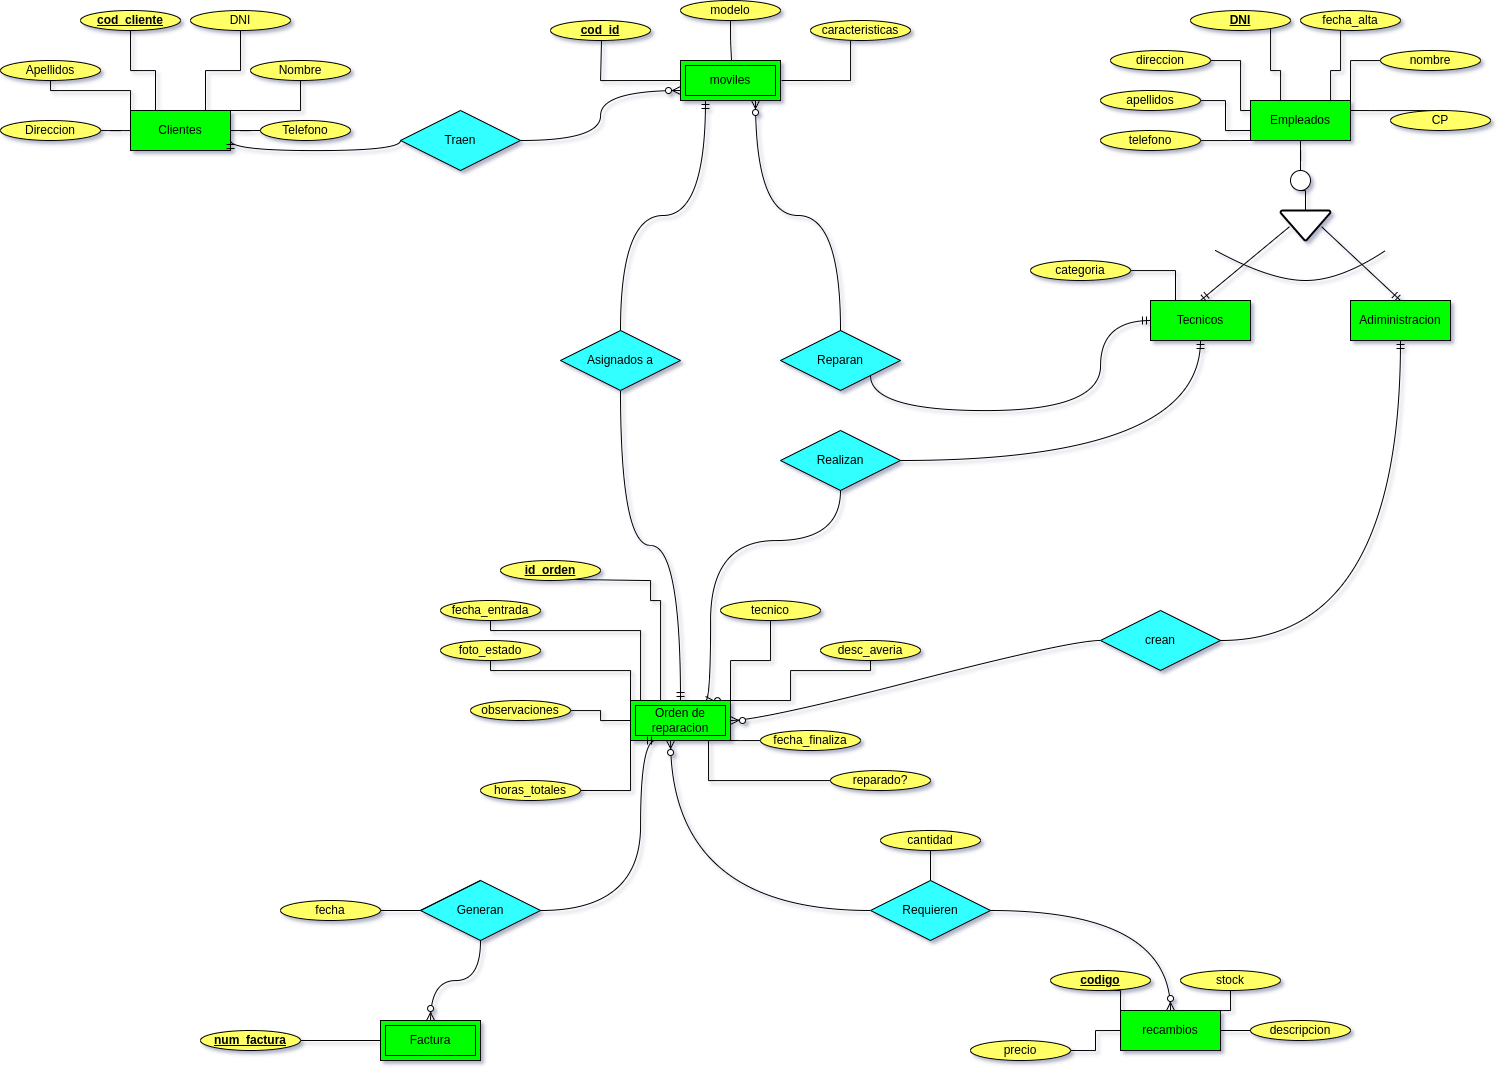 modelo
cod_cliente
DNI
cod_id
caracteristicas
DNI
fecha_alta
Apellidos
Nombre
moviles
direccion
nombre
apellidos
Direccion
Clientes
Telefono
Traen
Empleados
CP
telefono
categoria
Tecnicos
Adiministracion
Asignados a
Reparan
Realizan
id_orden
fecha_entrada
tecnico
foto_estado
desc_averia
crean
observaciones
Orden de
reparacion
fecha_finaliza
horas_totales
reparado?
cantidad
fecha
Generan
Requieren
codigo
stock
num_factura
Factura
recambios
descripcion
precio